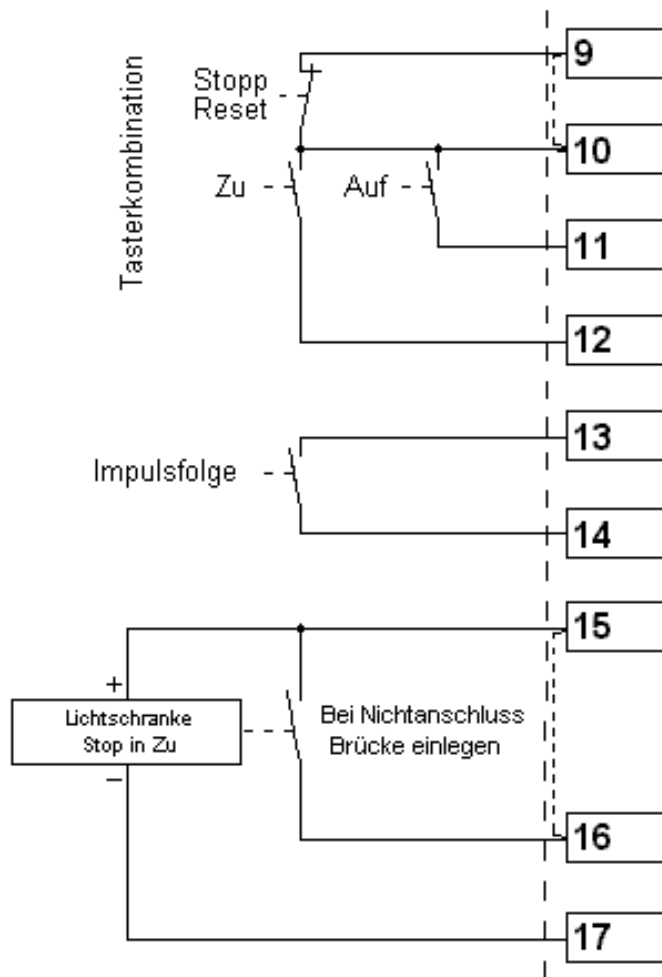 Tasterkombination
Stopp
Reset
Zu
Auf
9
10
11
12
Impulsfolge
13
14
15
+
Lichtschranke
Stop in Zu
−
Bei Nichtanschluss
Brücke einlegen
16
17